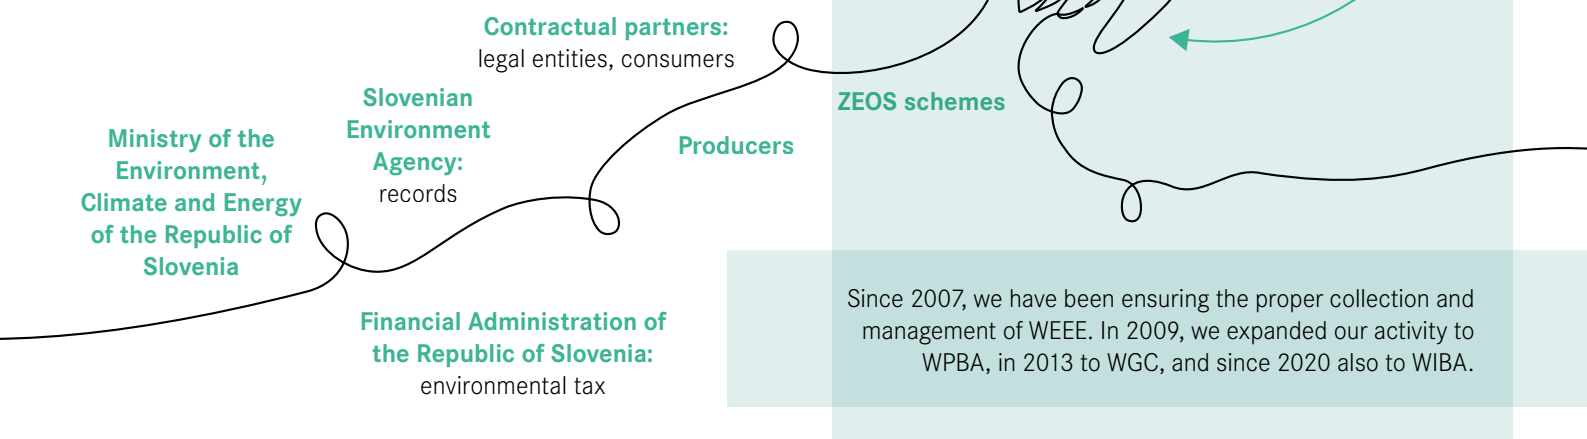 Contractual partners:
legal entities, consumers
Slovenian
Environment
Agency:
records
Ministry of the
Environment,
Climate and Energy
of the Republic of
Slovenia
Producers
ZEOS schemes
Financial Administration of
the Republic of Slovenia:
environmental tax
Since 2007, we have been ensuring the proper collection and
management of WEEE. In 2009, we expanded our activity to
WPBA, in 2013 to WGC, and since 2020 also to WIBA.